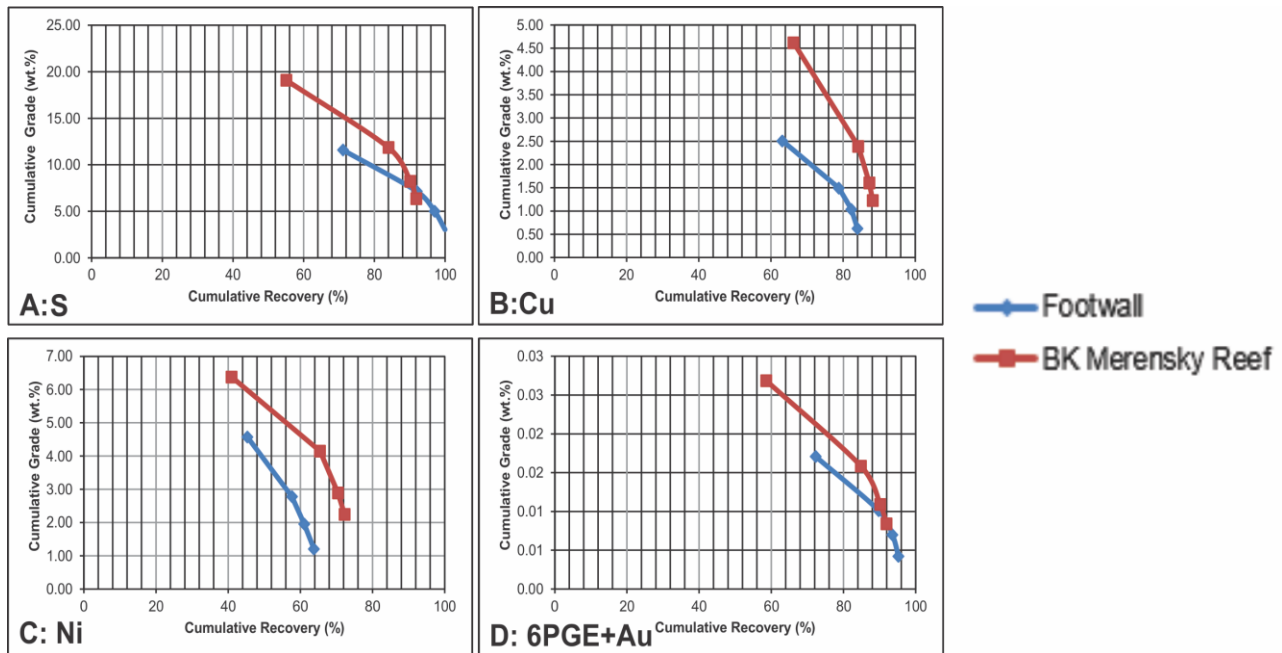 Cumulative Grade (wt.%)
25.00
20.00
15.00
10.00
5.00
0.00
0 20 40 60 80 100
Cumulative Recovery (%)
A:S
Cumulative Grade (wt.%)
5.00
4.50
4.00
3.50
3.00
2.50
2.00
1.50
1.00
0.50
0.00
0 20 40 60 80 100
Cumulative Recovery (%)
B:Cu
Footwall
BK Merensky Reef
Cumulative Grade (wt.%)
7.00
6.00
5.00
4.00
3.00
2.00
1.00
0.00
0 20 40 60 80 100
Cumulative Recovery (%)
C: Ni
Cumulative Grade (wt.%)
0.03
0.03
0.02
0.02
0.01
0.01
0.00
0 20 40 60 80 100
D: 6PGE+Au Cumulative Recovery (%)